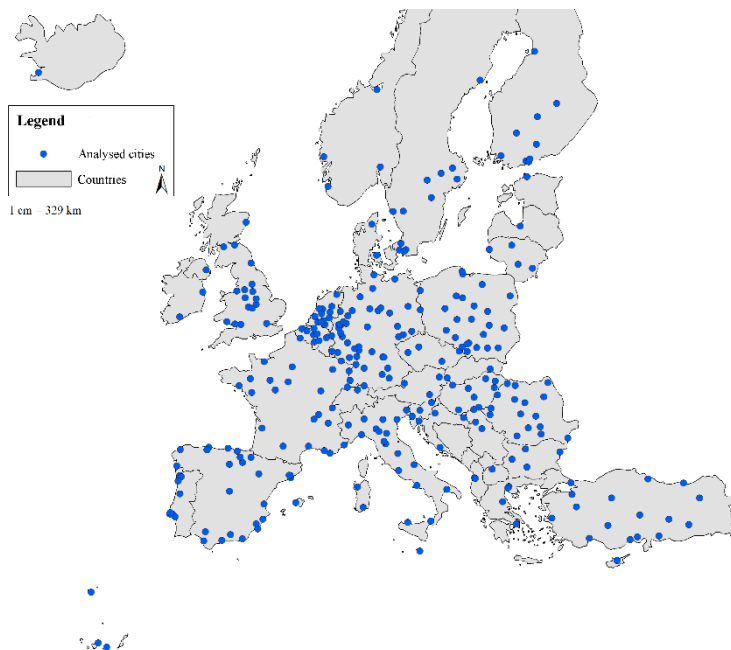 Legend
N
Analysed cities
Countries
1 cm – 329 km